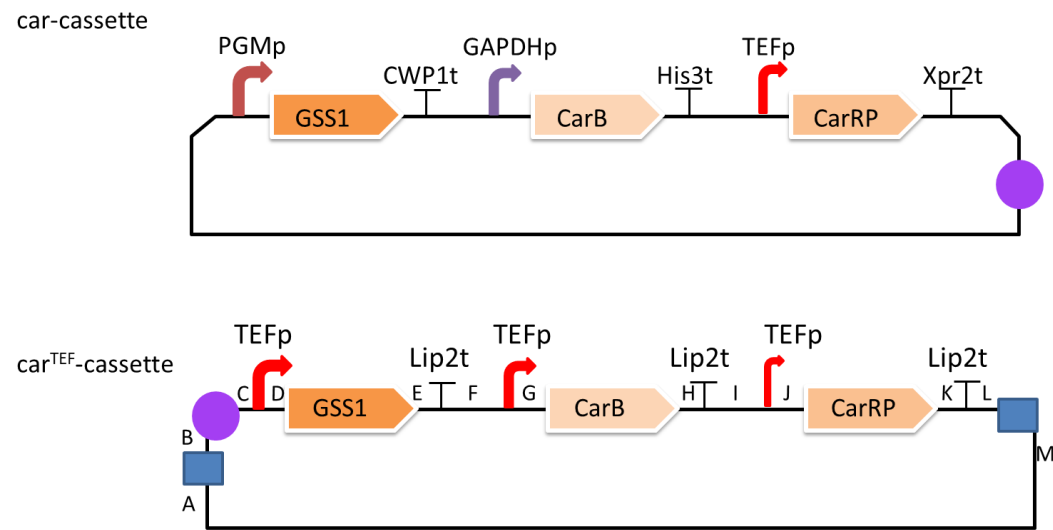 car-cassette
PGMp
GAPDHp
TEFp
CWP1t
His3t
Xpr2t
GSS1
CarB
CarRP
TEFp
TEFp
TEFp
car^TEF-cassette
Lip2t
Lip2t
Lip2t
C
D
E
F
G
H
I
J
K
L
GSS1
CarB
CarRP
B
M
A